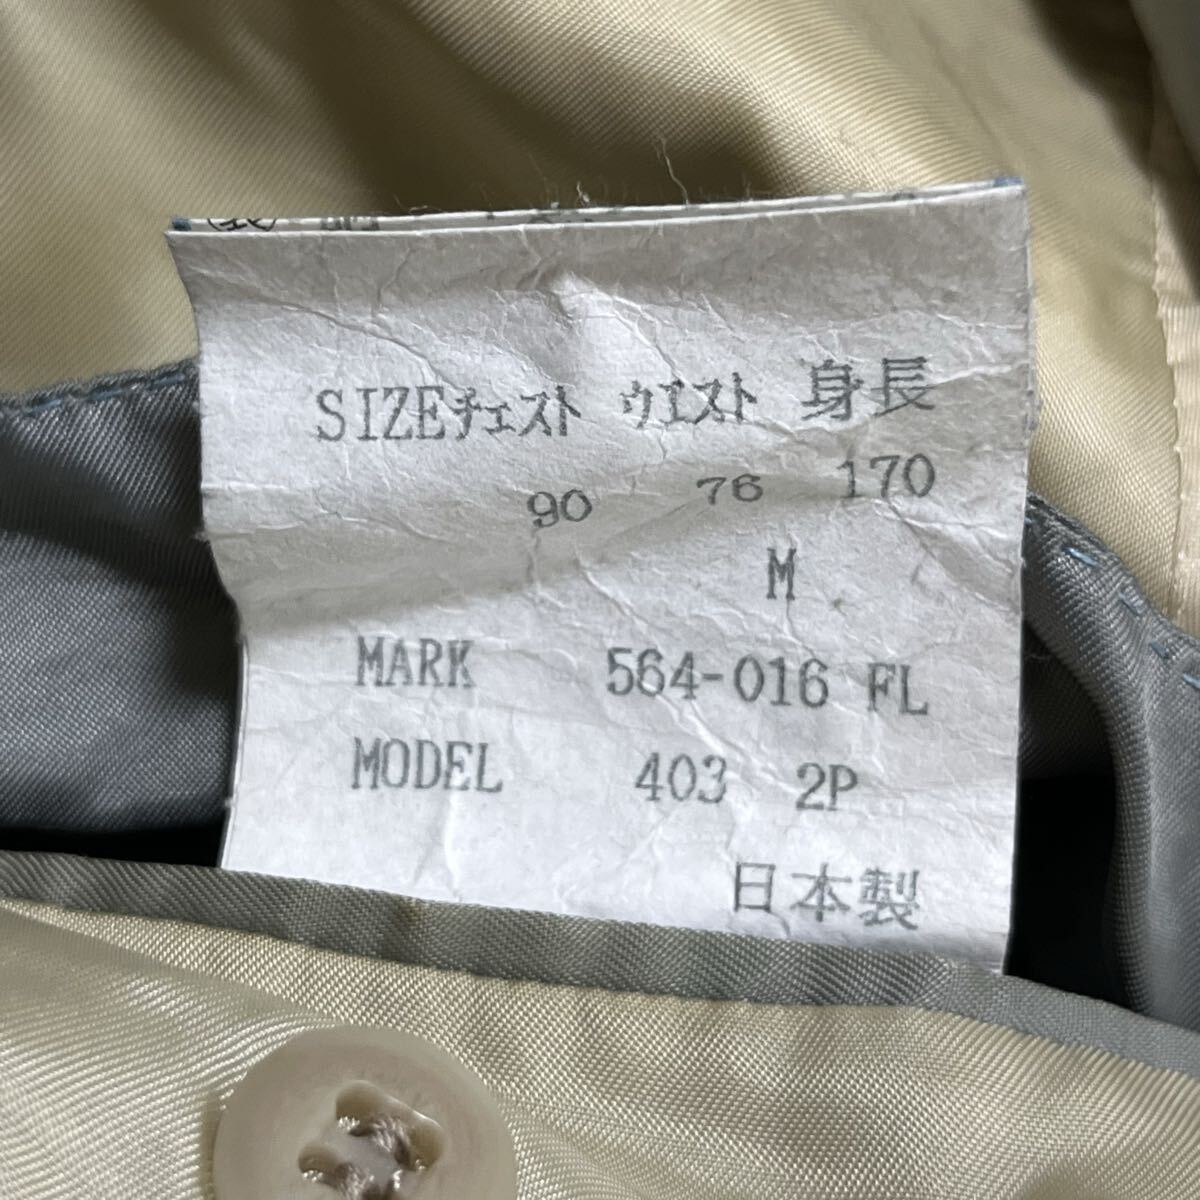 SIZEチェスト ウエスト 身長
90 76 170
M
MARK 564-016 FL
MODEL 403 2P
日本製